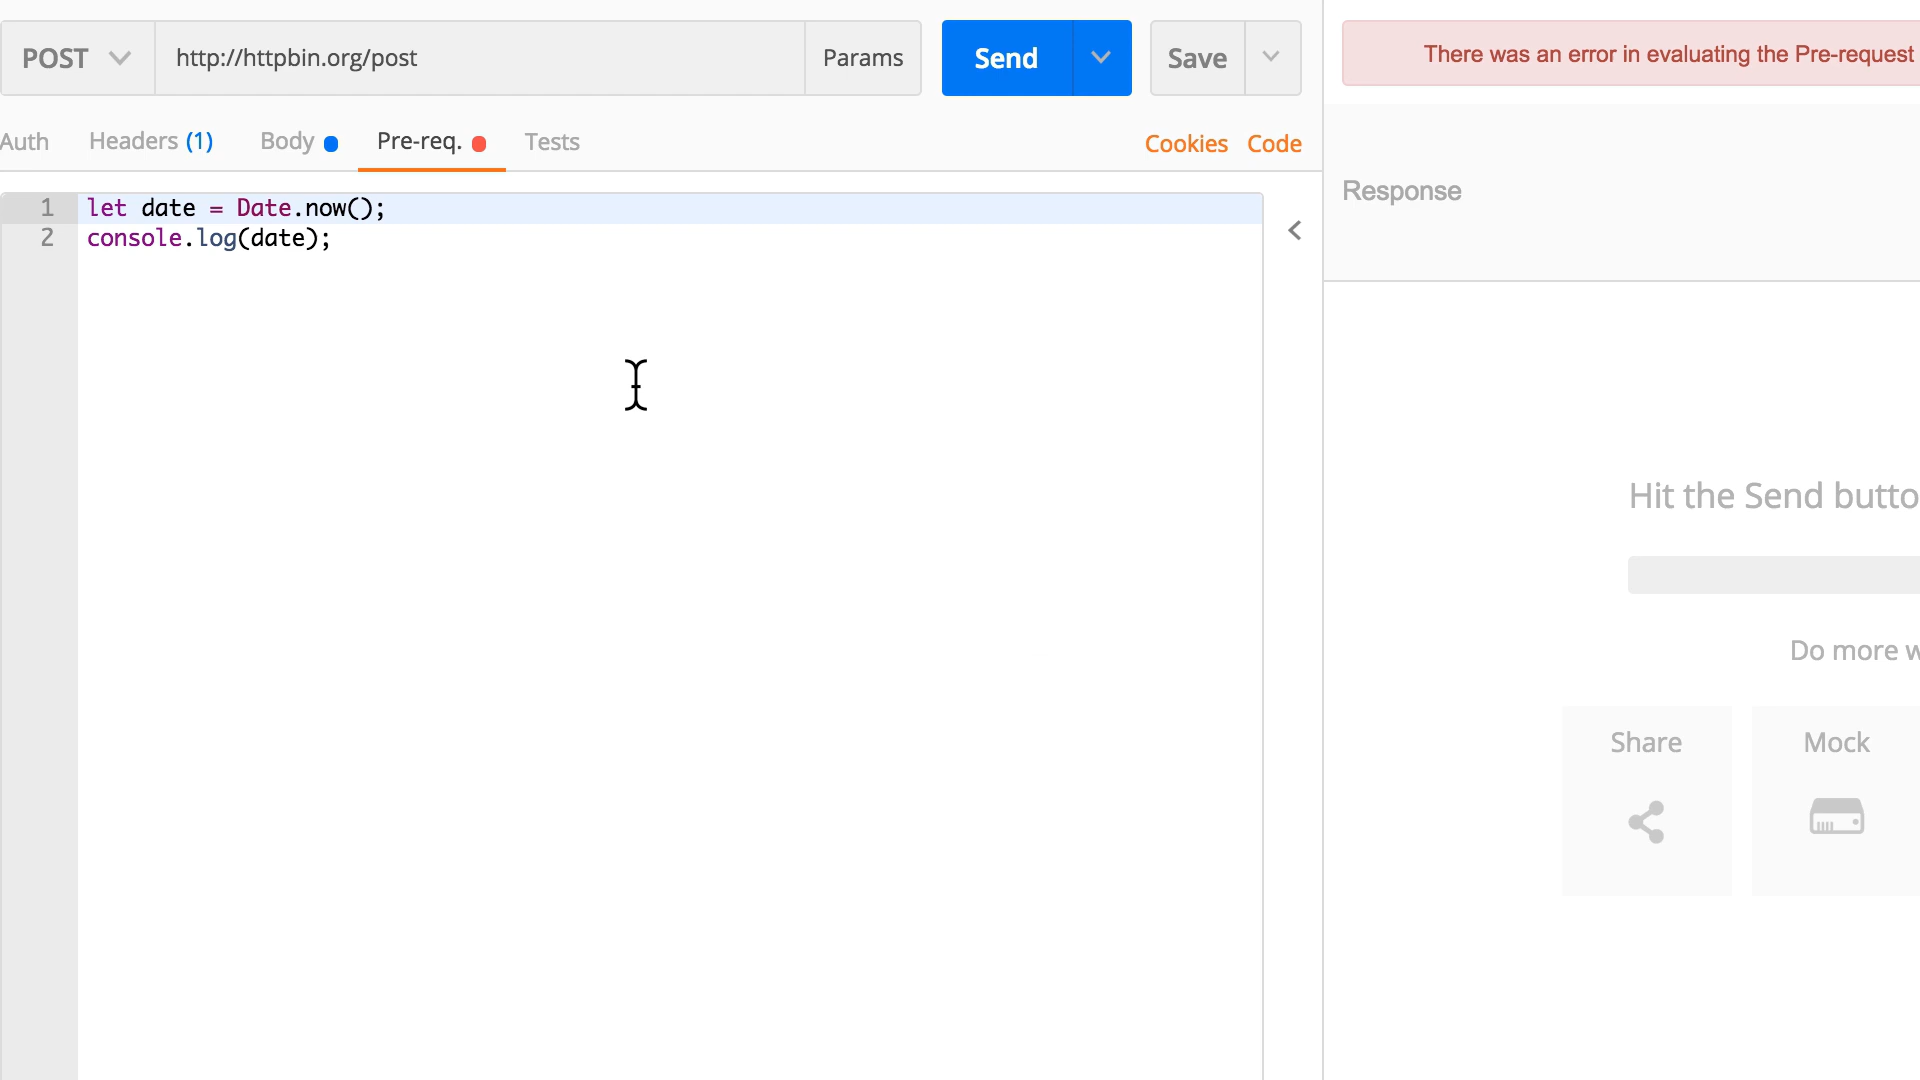 POST http://httpbin.org/post Params Send Save
Auth Headers (1) Body Pre-req. Tests Cookies Code
1 let date = Date.now();
2 console.log(date);
There was an error in evaluating the Pre-request
Response
Hit the Send butto
Do more w
Share Mock